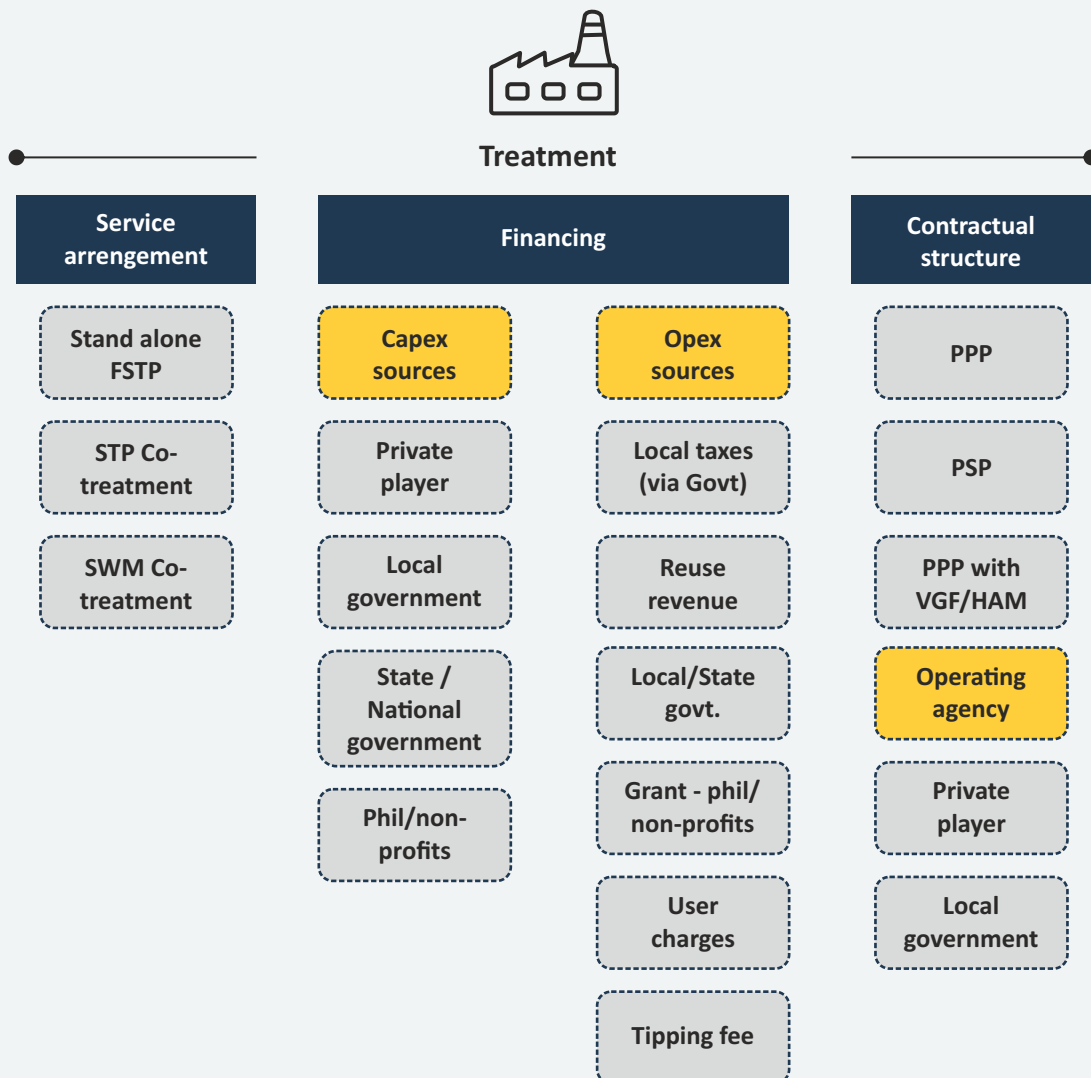 Treatment
Service
arrengement
Stand alone
FSTP
STP Co-
treatment
SWM Co-
treatment
Financing
Capex
sources
Private
player
Local
government
State /
National
government
Phil/non-
profits
Opex
sources
Local taxes
(via Govt)
Reuse
revenue
Local/State
govt.
Grant - phil/
non-profits
User
charges
Tipping fee
Contractual
structure
PPP
PSP
PPP with
VGF/HAM
Operating
agency
Private
player
Local
government